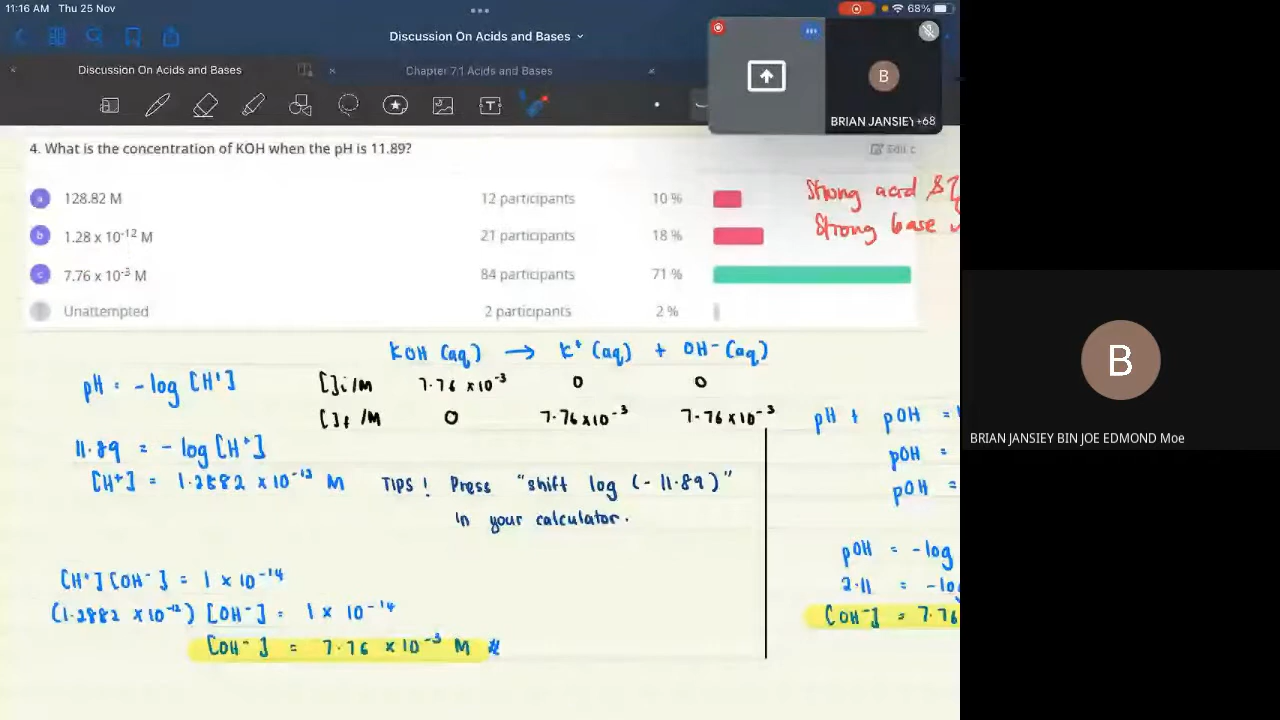 11:16 AM Thu 25 Nov
68%
Discussion On Acids and Bases
Discussion On Acids and Bases
Chapter 7.1 Acids and Bases
B
BRIAN JANSIEY +68
4. What is the concentration of KOH when the pH is 11.89?
Edit
a 128.82 M 12 participants 10 %
b 1.28 x 10⁻¹² M 21 participants 18 %
c 7.76 x 10⁻³ M 84 participants 71 %
Unattempted 2 participants 2 %
Strong acid
Strong base
KOH (aq) → K⁺ (aq) + OH⁻ (aq)
pH = -log [H⁺]
[ ]i /M 7.76 x10⁻³ 0 0
[ ]f /M 0 7.76 x10⁻³ 7.76 x 10⁻³
11.89 = -log [H⁺]
[H⁺] = 1.2882 x 10⁻¹² M
TIPS! Press "shift log (-11.89)"
in your calculator.
[H⁺][OH⁻] = 1 x 10⁻¹⁴
(1.2882 x 10⁻¹²) [OH⁻] = 1 x 10⁻¹⁴
[OH⁻] = 7.76 x 10⁻³ M
pH + pOH =
pOH =
pOH =
pOH = -log
2.11 = -log
[OH⁻] = 7.76
B
BRIAN JANSIEY BIN JOE EDMOND Moe